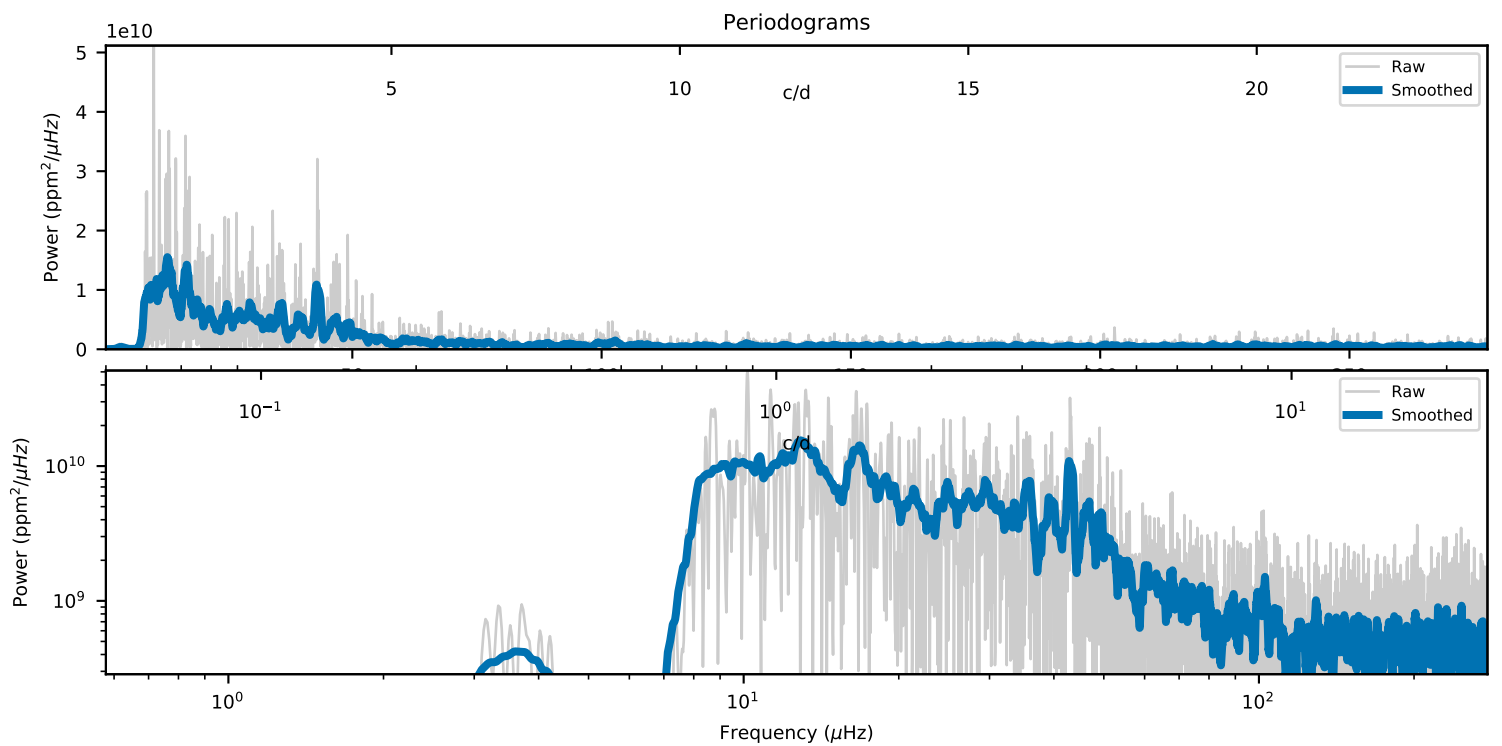 Periodograms
1e10
5 10 15 20
c/d
Raw
Smoothed
5
4
3
2
1
0
Power (ppm²/μHz)
10⁻¹ 10⁰ 10¹
c/d
Raw
Smoothed
10¹⁰
10⁹
Power (ppm²/μHz)
10⁰ 10¹ 10²
Frequency (μHz)